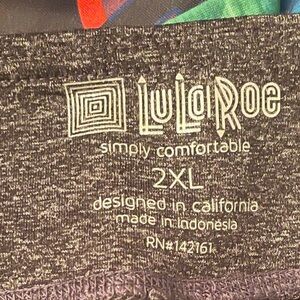 LuLaRoe
simply comfortable
2XL
designed in california
made in Indonesia
RN#142161